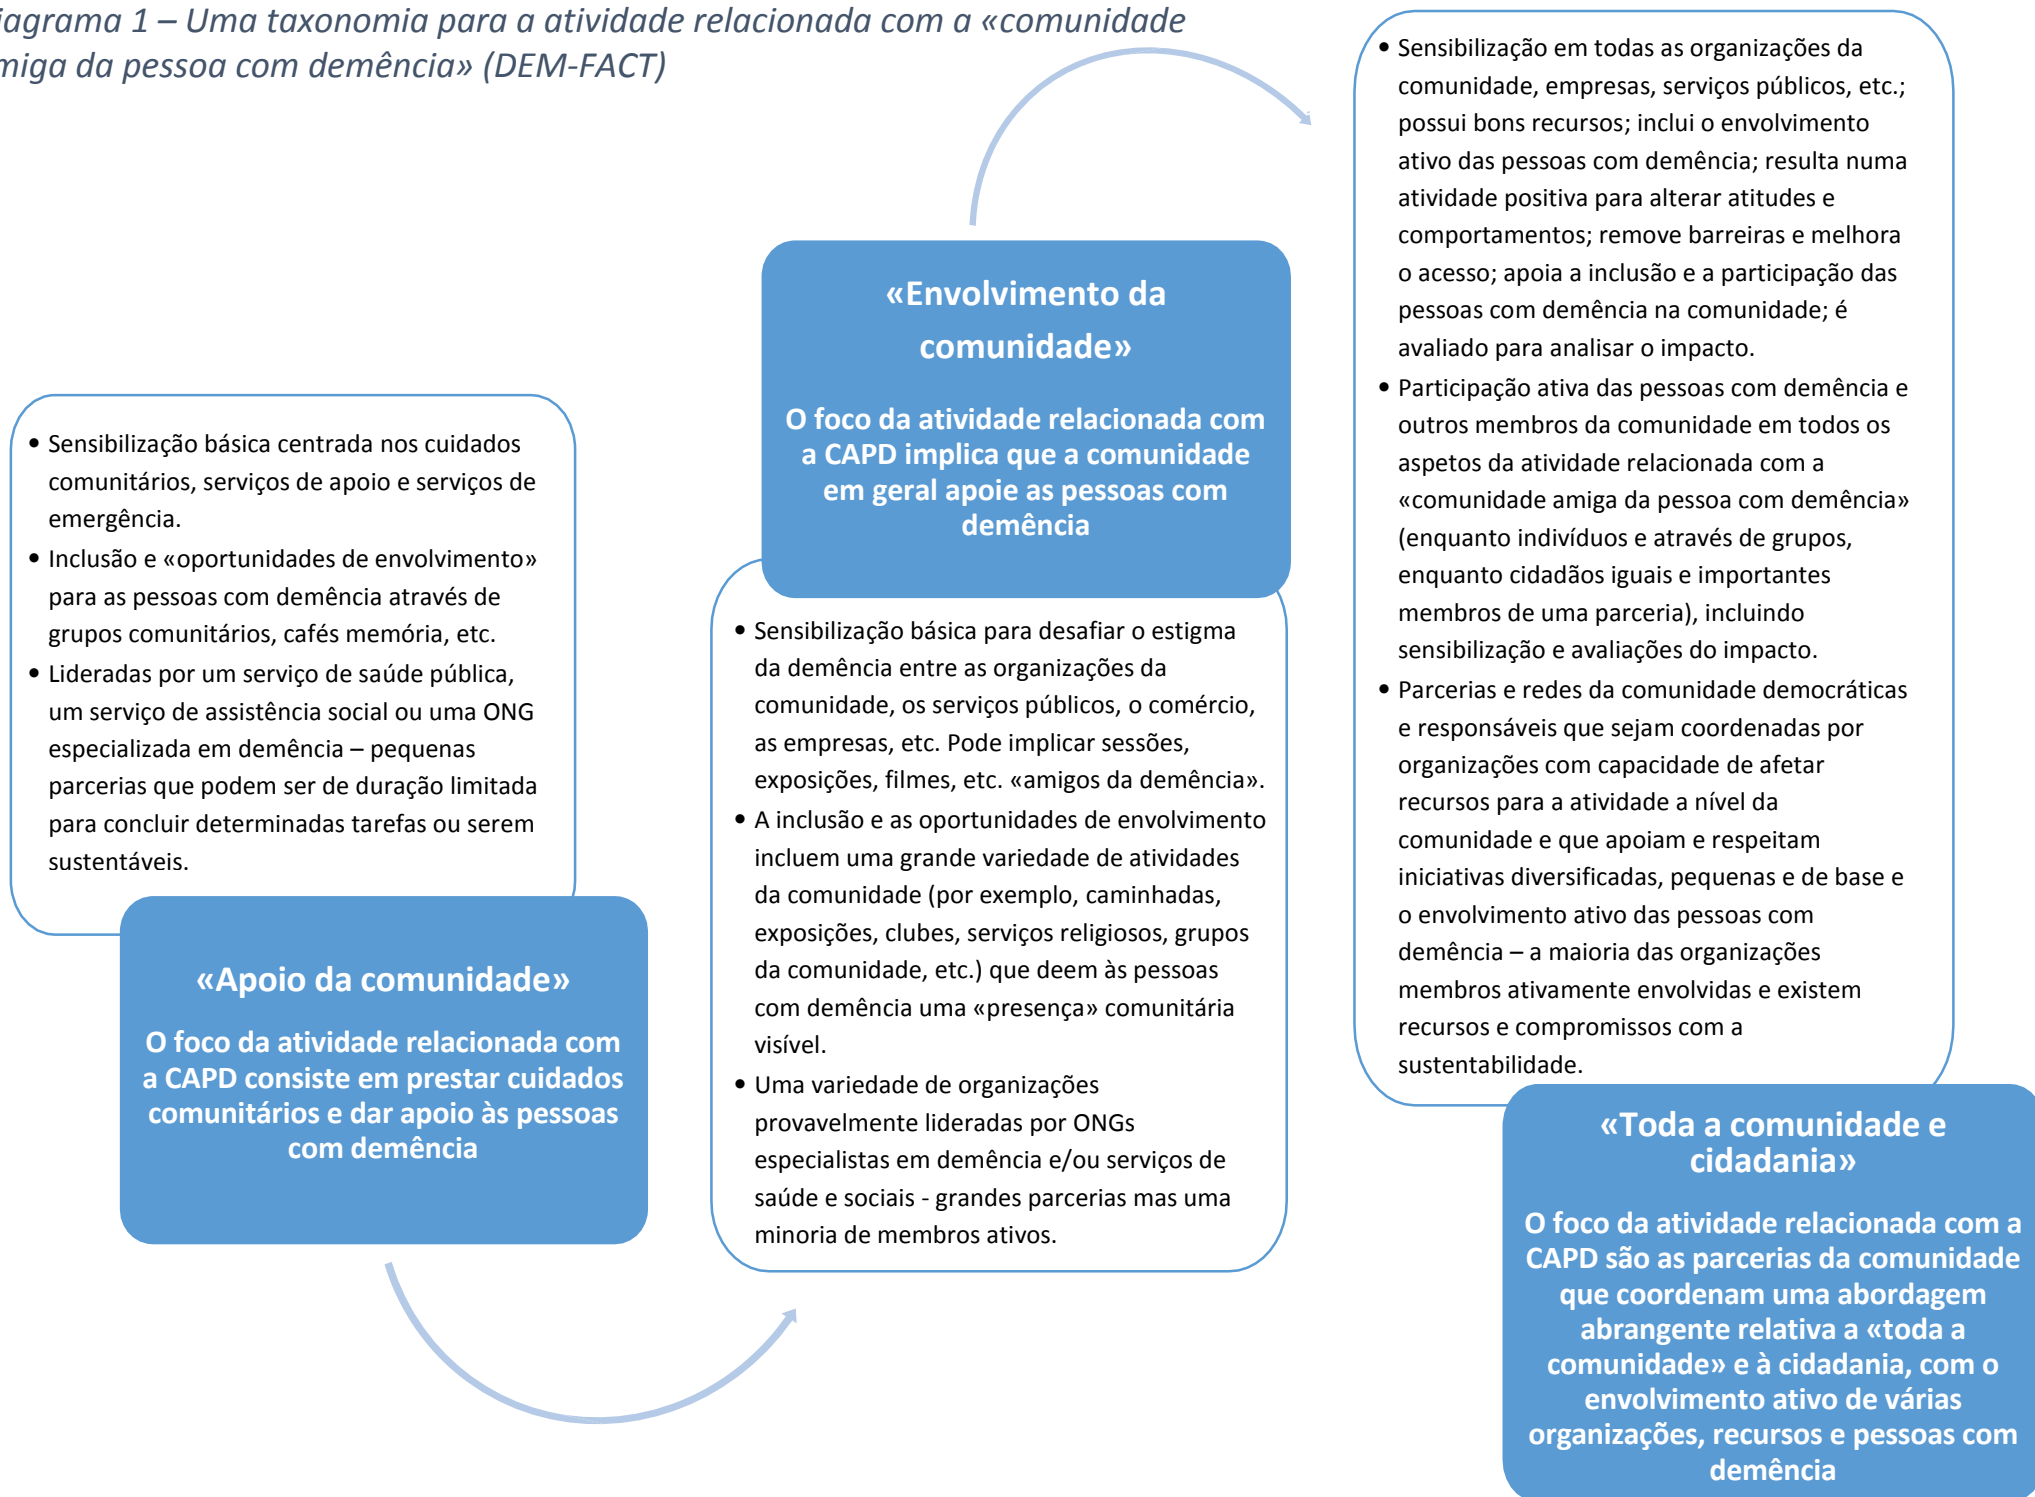 iagrama 1 – Uma taxonomia para a atividade relacionada com a «comunidade
miga da pessoa com demência» (DEM-FACT)
• Sensibilização básica centrada nos cuidados
comunitários, serviços de apoio e serviços de
emergência.
• Inclusão e «oportunidades de envolvimento»
para as pessoas com demência através de
grupos comunitários, cafés memória, etc.
• Lideradas por um serviço de saúde pública,
um serviço de assistência social ou uma ONG
especializada em demência – pequenas
parcerias que podem ser de duração limitada
para concluir determinadas tarefas ou serem
sustentáveis.
«Apoio da comunidade»
O foco da atividade relacionada com
a CAPD consiste em prestar cuidados
comunitários e dar apoio às pessoas
com demência
«Envolvimento da
comunidade»
O foco da atividade relacionada com
a CAPD implica que a comunidade
em geral apoie as pessoas com
demência
• Sensibilização básica para desafiar o estigma
da demência entre as organizações da
comunidade, os serviços públicos, o comércio,
as empresas, etc. Pode implicar sessões,
exposições, filmes, etc. «amigos da demência».
• A inclusão e as oportunidades de envolvimento
incluem uma grande variedade de atividades
da comunidade (por exemplo, caminhadas,
exposições, clubes, serviços religiosos, grupos
da comunidade, etc.) que deem às pessoas
com demência uma «presença» comunitária
visível.
• Uma variedade de organizações
provavelmente lideradas por ONGs
especialistas em demência e/ou serviços de
saúde e sociais - grandes parcerias mas uma
minoria de membros ativos.
• Sensibilização em todas as organizações da
comunidade, empresas, serviços públicos, etc.;
possui bons recursos; inclui o envolvimento
ativo das pessoas com demência; resulta numa
atividade positiva para alterar atitudes e
comportamentos; remove barreiras e melhora
o acesso; apoia a inclusão e a participação das
pessoas com demência na comunidade; é
avaliado para analisar o impacto.
• Participação ativa das pessoas com demência e
outros membros da comunidade em todos os
aspetos da atividade relacionada com a
«comunidade amiga da pessoa com demência»
(enquanto indivíduos e através de grupos,
enquanto cidadãos iguais e importantes
membros de uma parceria), incluindo
sensibilização e avaliações do impacto.
• Parcerias e redes da comunidade democráticas
e responsáveis que sejam coordenadas por
organizações com capacidade de afetar
recursos para a atividade a nível da
comunidade e que apoiam e respeitam
iniciativas diversificadas, pequenas e de base e
o envolvimento ativo das pessoas com
demência – a maioria das organizações
membros ativamente envolvidas e existem
recursos e compromissos com a
sustentabilidade.
«Toda a comunidade e
cidadania»
O foco da atividade relacionada com a
CAPD são as parcerias da comunidade
que coordenam uma abordagem
abrangente relativa a «toda a
comunidade» e à cidadania, com o
envolvimento ativo de várias
organizações, recursos e pessoas com
demência